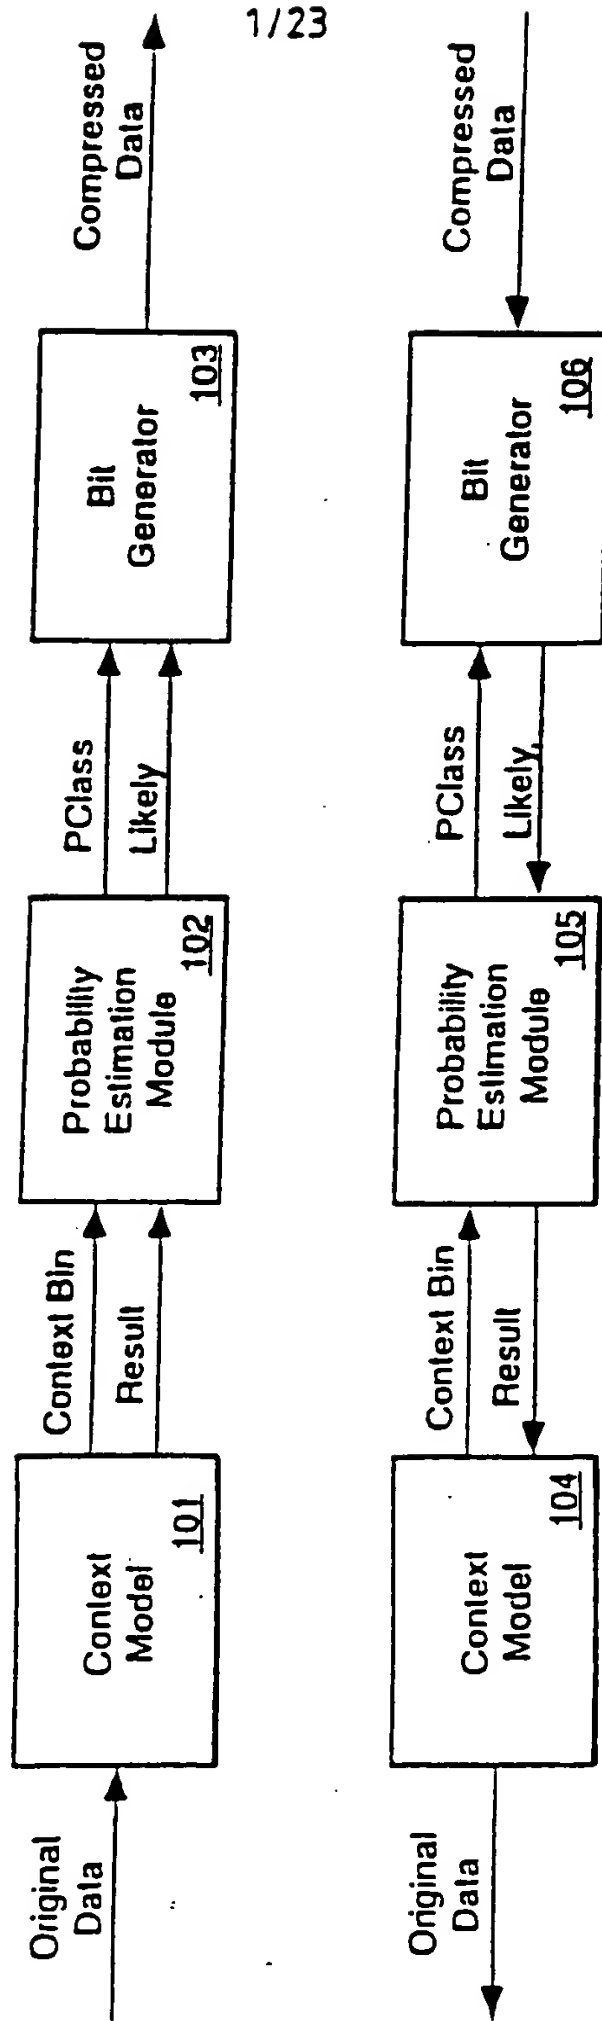 1/23
Original
Data
Context
Model
101
Context Bin
Result
Probability
Estimation
Module
102
PClass
Likely
Bit
Generator
103
Compressed
Data
Original
Data
Context
Model
104
Context Bin
Result
Probability
Estimation
Module
105
PClass
Likely
Bit
Generator
106
Compressed
Data